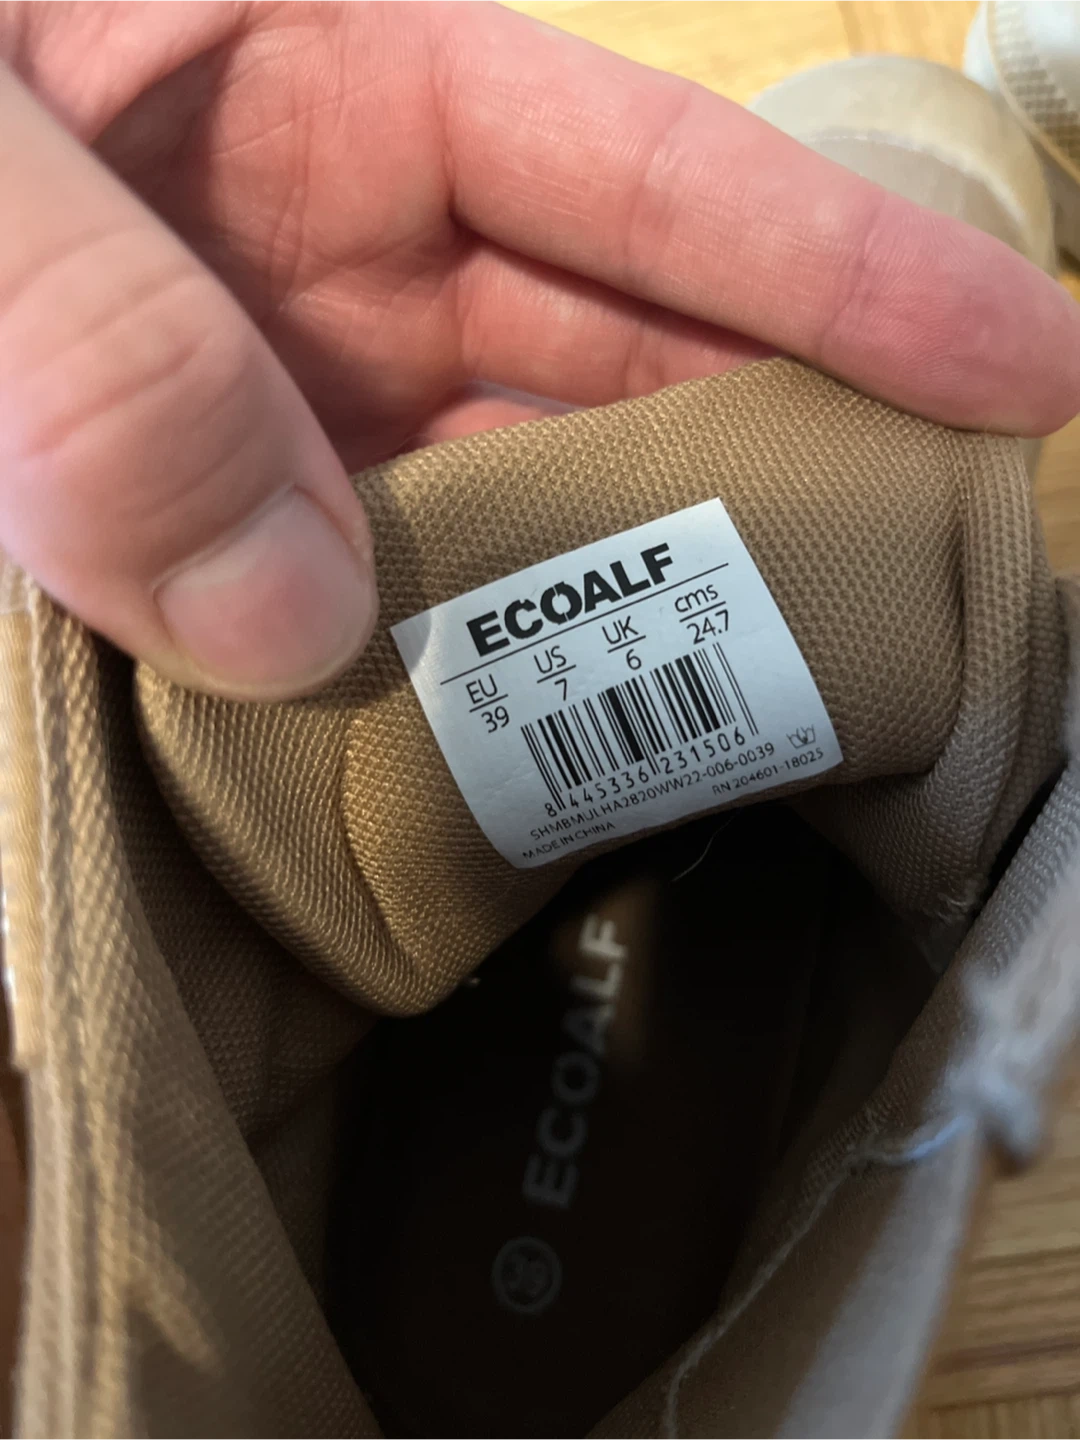 ECOALF
EU US UK cms
39 7 6 24.7
8 445336 231506
SHMBMULHA2820WW22-006-0039
MADE IN CHINA RN 204601-18025
ECOALF
39